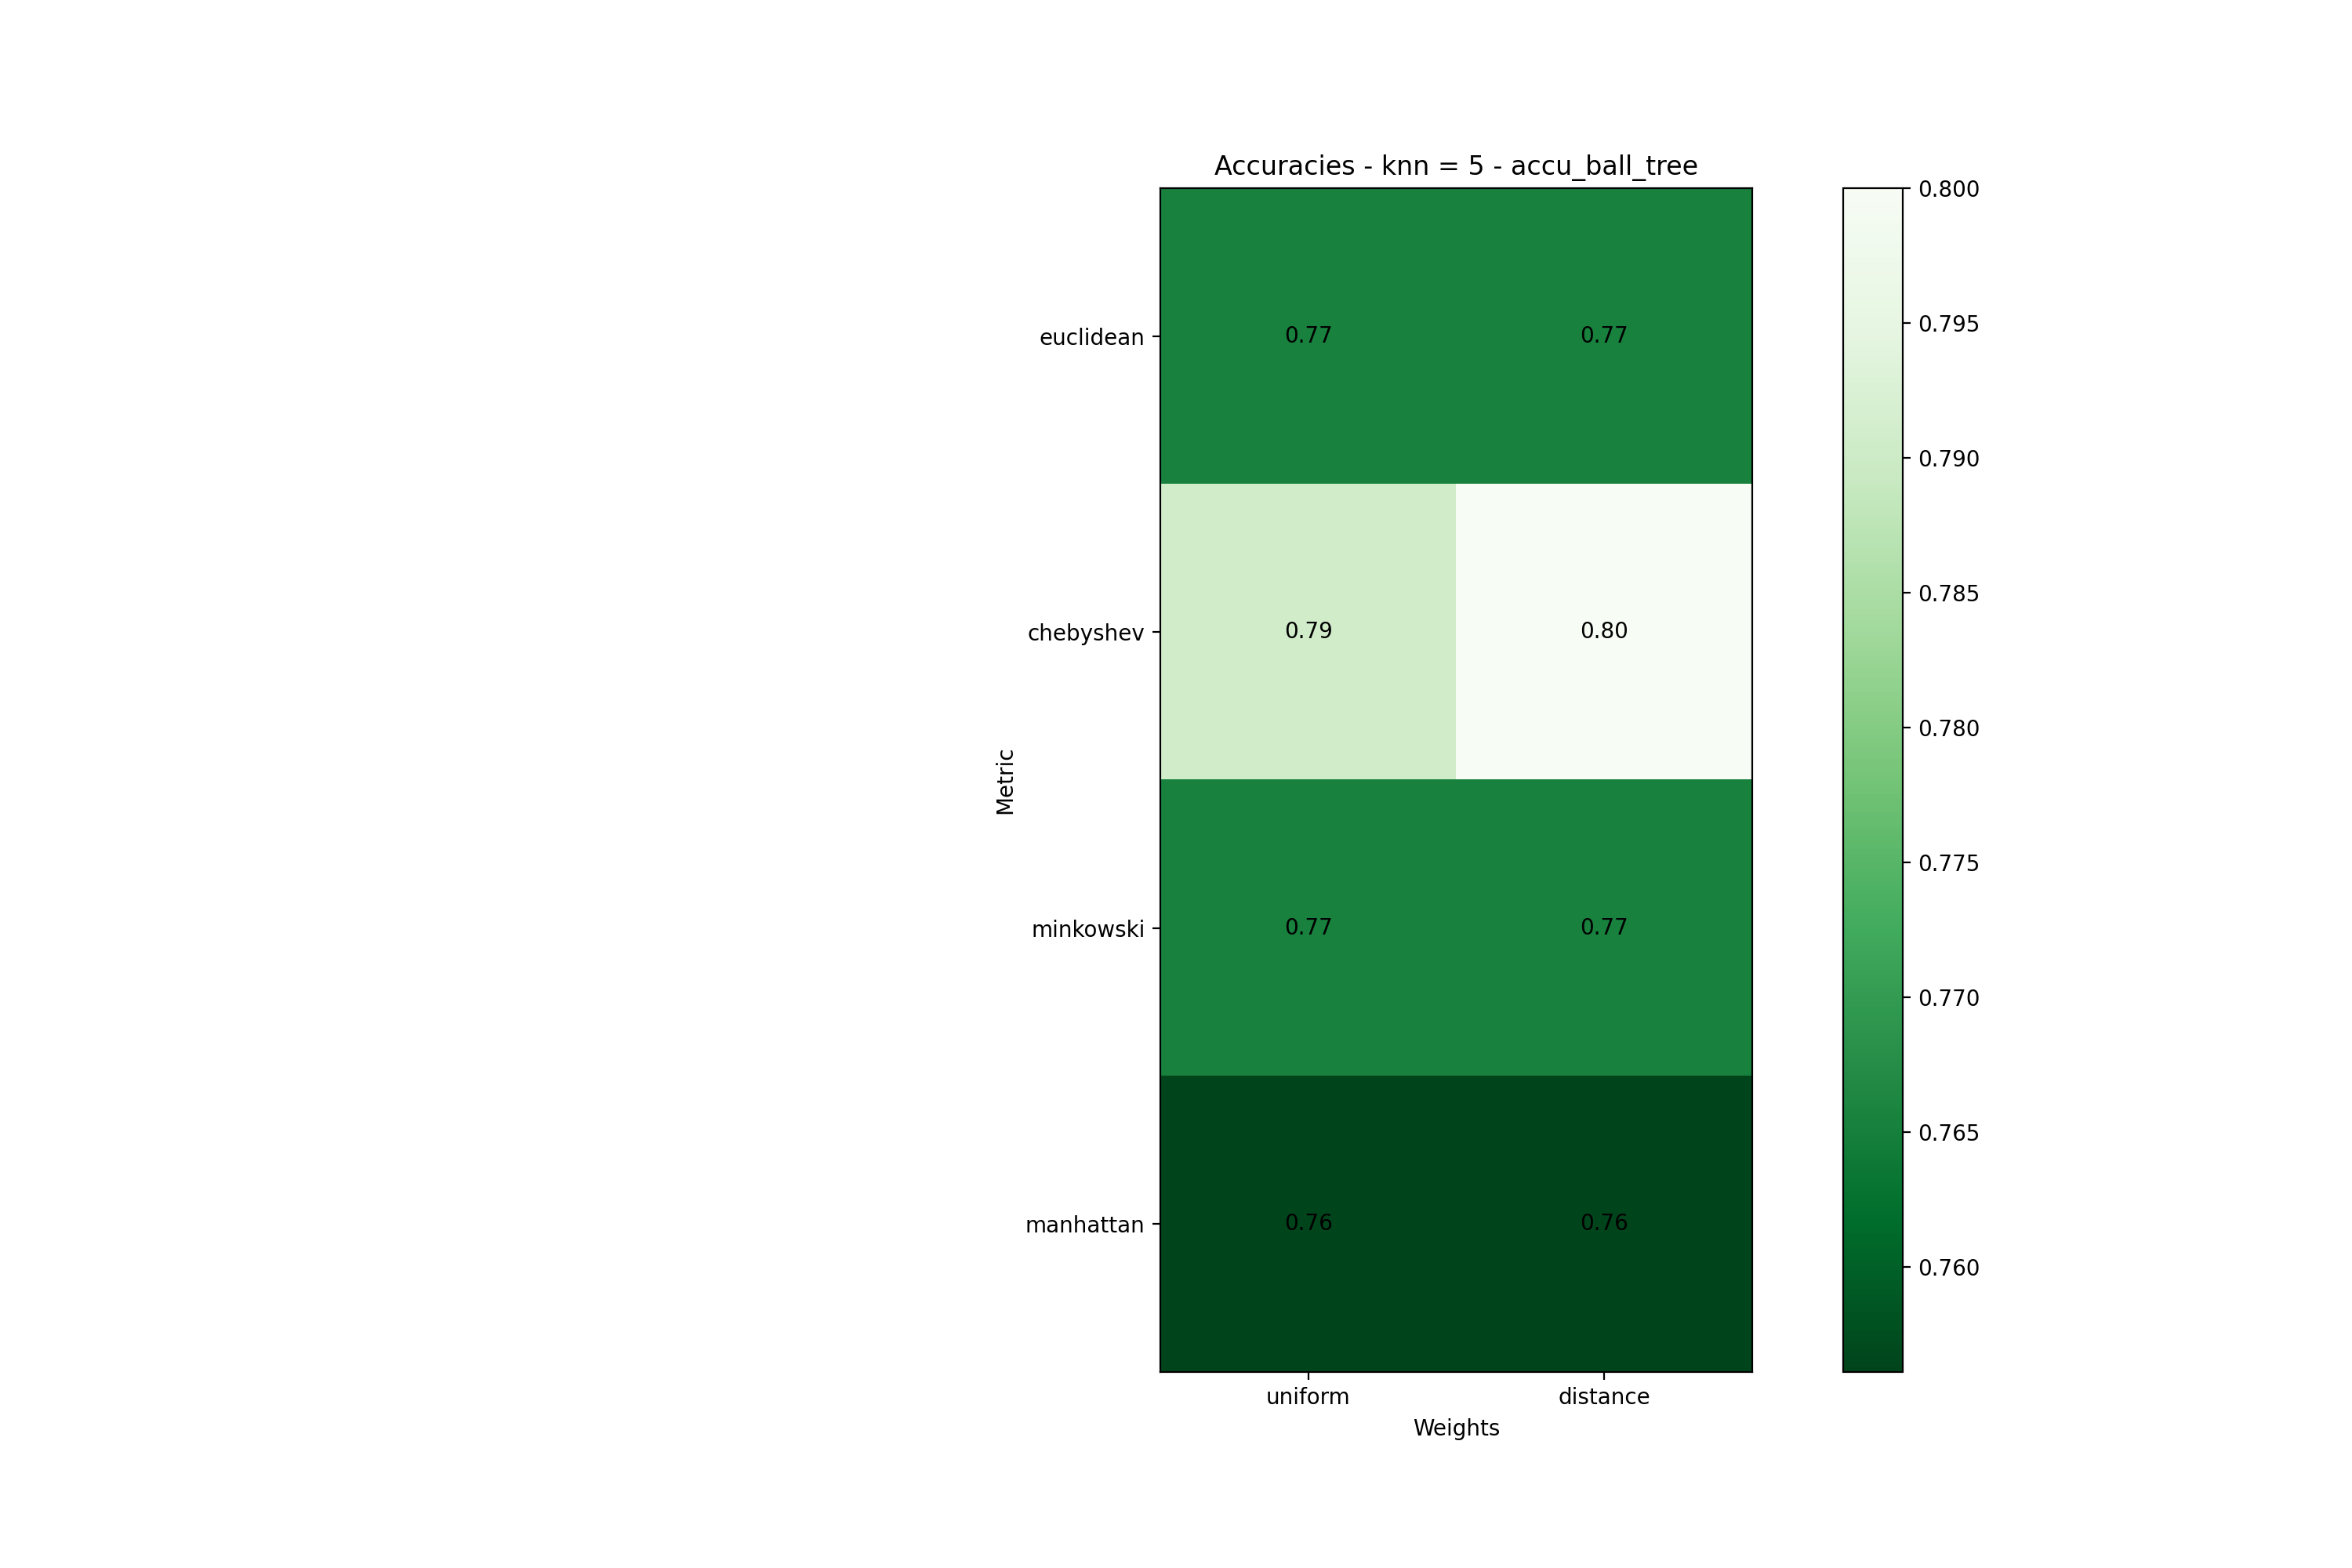 Accuracies - knn = 5 - accu_ball_tree
Metric
euclidean
0.77 0.77
chebyshev
0.79 0.80
minkowski
0.77 0.77
manhattan
0.76 0.76
uniform distance
Weights
0.800
0.795
0.790
0.785
0.780
0.775
0.770
0.765
0.760